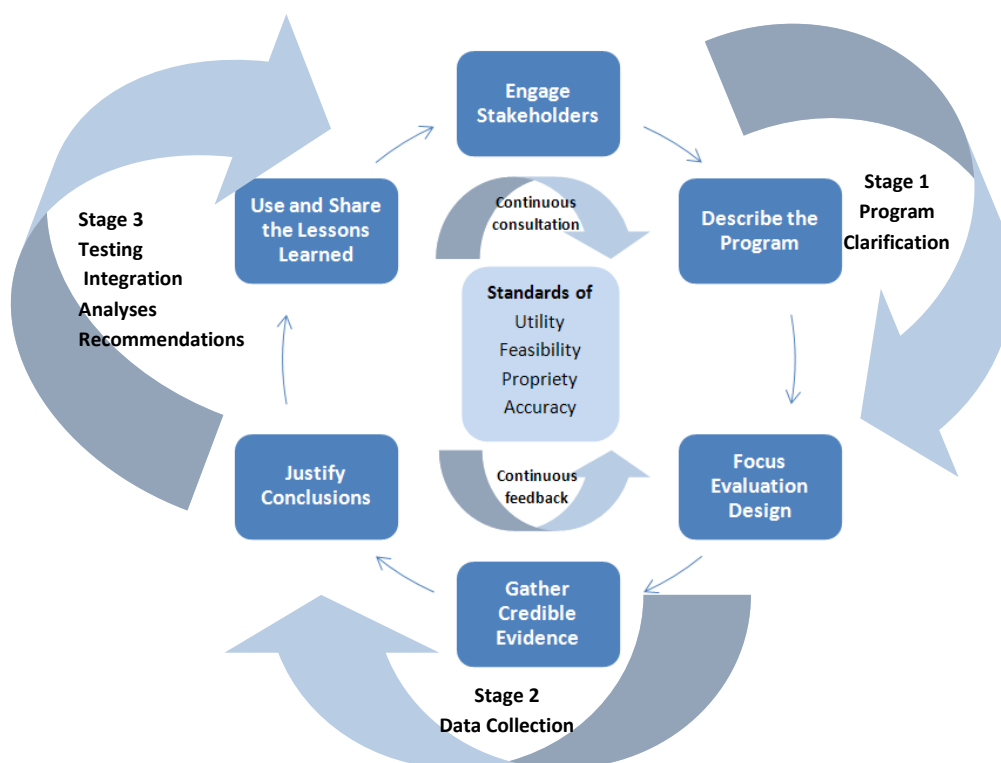 Engage
Stakeholders
Describe the
Program
Stage 1
Program
Clarification
Focus
Evaluation
Design
Gather
Credible
Evidence
Stage 2
Data Collection
Justify
Conclusions
Use and Share
the Lessons
Learned
Stage 3
Testing
Integration
Analyses
Recommendations
Continuous
consultation
Standards of
Utility
Feasibility
Propriety
Accuracy
Continuous
feedback